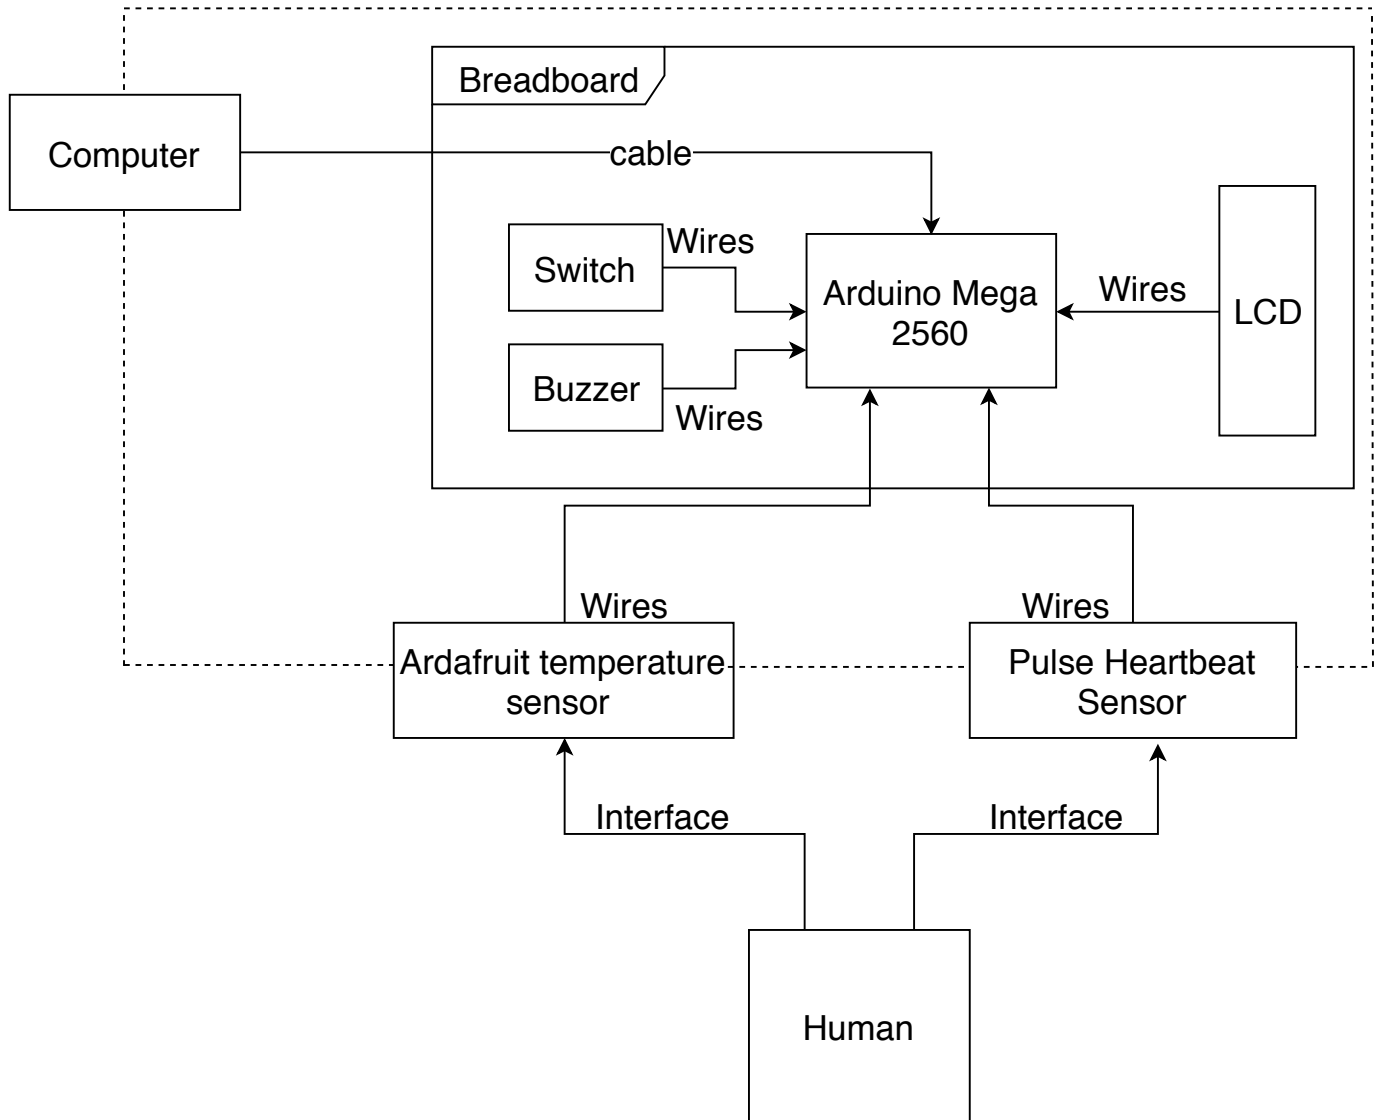 Breadboard
Computer
cable
Wires
Switch
Arduino Mega
2560
Wires
LCD
Buzzer
Wires
Wires
Wires
Ardafruit temperature
sensor
Pulse Heartbeat
Sensor
Interface
Interface
Human